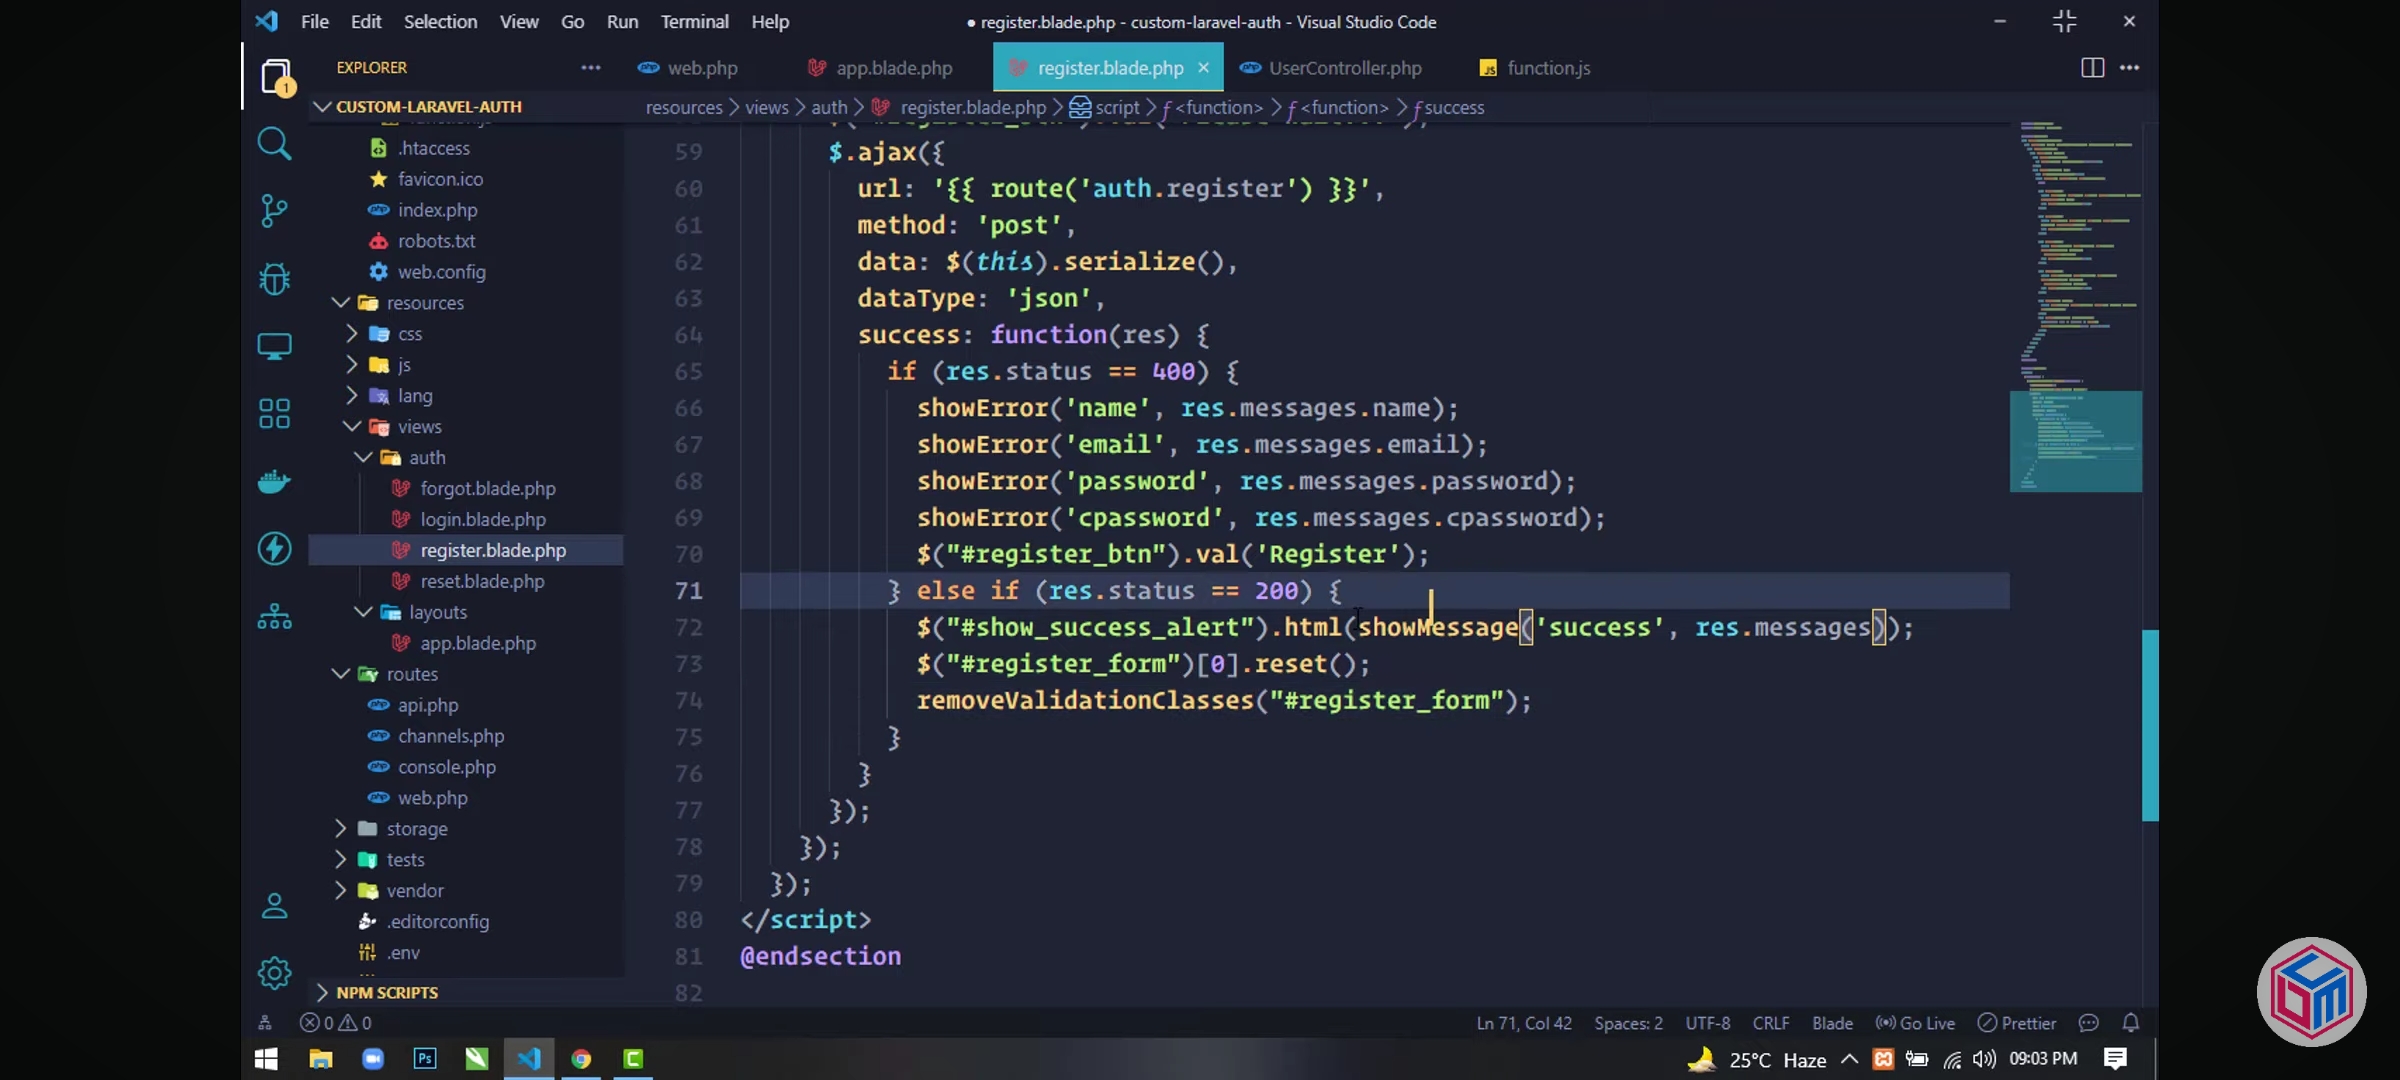 File Edit Selection View Go Run Terminal Help
● register.blade.php - custom-laravel-auth - Visual Studio Code
EXPLORER
web.php
app.blade.php
register.blade.php
UserController.php
function.js
CUSTOM-LARAVEL-AUTH
resources > views > auth > register.blade.php > script > <function> > <function> > success
.htaccess
favicon.ico
index.php
robots.txt
web.config
resources
css
js
lang
views
auth
forgot.blade.php
login.blade.php
register.blade.php
reset.blade.php
layouts
app.blade.php
routes
api.php
channels.php
console.php
web.php
storage
tests
vendor
.editorconfig
.env
NPM SCRIPTS
59 $.ajax({
60 url: '{{ route('auth.register') }}',
61 method: 'post',
62 data: $(this).serialize(),
63 dataType: 'json',
64 success: function(res) {
65 if (res.status == 400) {
66 showError('name', res.messages.name);
67 showError('email', res.messages.email);
68 showError('password', res.messages.password);
69 showError('cpassword', res.messages.cpassword);
70 $("#register_btn").val('Register');
71 } else if (res.status == 200) {
72 $("#show_success_alert").html(showMessage('success', res.messages));
73 $("#register_form")[0].reset();
74 removeValidationClasses("#register_form");
75 }
76 }
77 });
78 });
79 });
80 </script>
81 @endsection
82
0 0
Ln 71, Col 42
Spaces: 2
UTF-8
CRLF
Blade
Go Live
Prettier
25°C Haze
09:03 PM